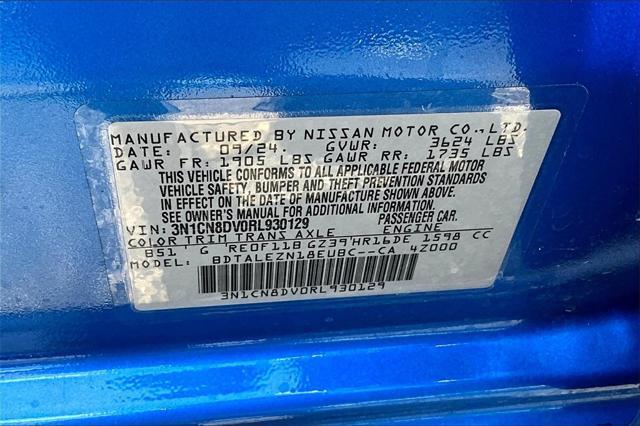 MANUFACTURED BY NISSAN MOTOR CO.,LTD.
DATE: 09/24. GVWR: 3624 LBS
GAWR FR: 1905 LBS GAWR RR: 1735 LBS
THIS VEHICLE CONFORMS TO ALL APPLICABLE FEDERAL MOTOR
VEHICLE SAFETY, BUMPER AND THEFT PREVENTION STANDARDS
IN EFFECT ON THE DATE OF MANUFACTURE SHOWN ABOVE.
SEE OWNER'S MANUAL FOR ADDITIONAL INFORMATION.
VIN: 3N1CN8DV0RL930129 PASSENGER CAR.
COLOR TRIM TRANS AXLE ENGINE
B51 G RE0F11B GZ39 HR16DE 1598 CC
MODEL: BDTALEZN18EUBC--CA 4Z000
3N1CN8DV0RL930129